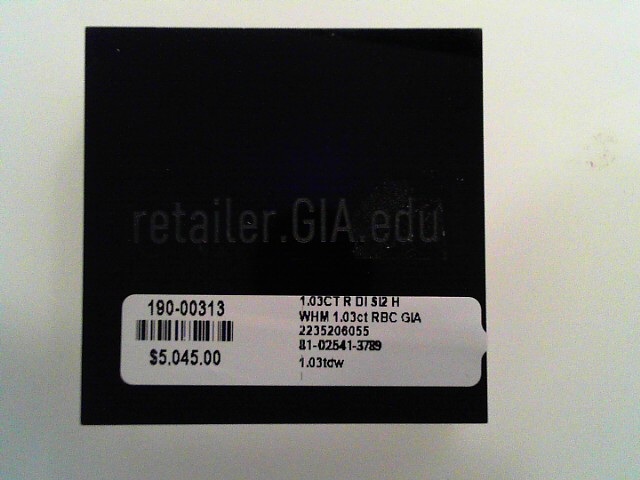 retailer.GIA.edu
190-00313
$5,045.00
1.03CT R DI SI2 H
WHM 1.03ct RBC GIA
2235206055
81-02541-3789
1.03tdw